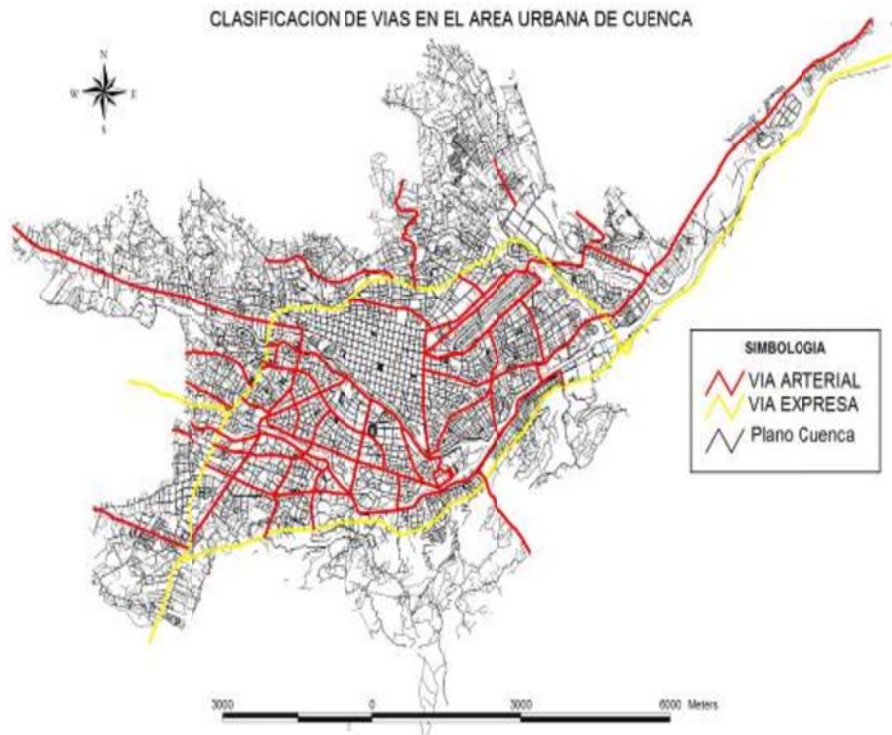 CLASIFICACION DE VIAS EN EL AREA URBANA DE CUENCA
N
W E
S
SIMBOLOGIA
VIA ARTERIAL
VIA EXPRESA
Plano Cuenca
3000 0 3000 6000 Meters